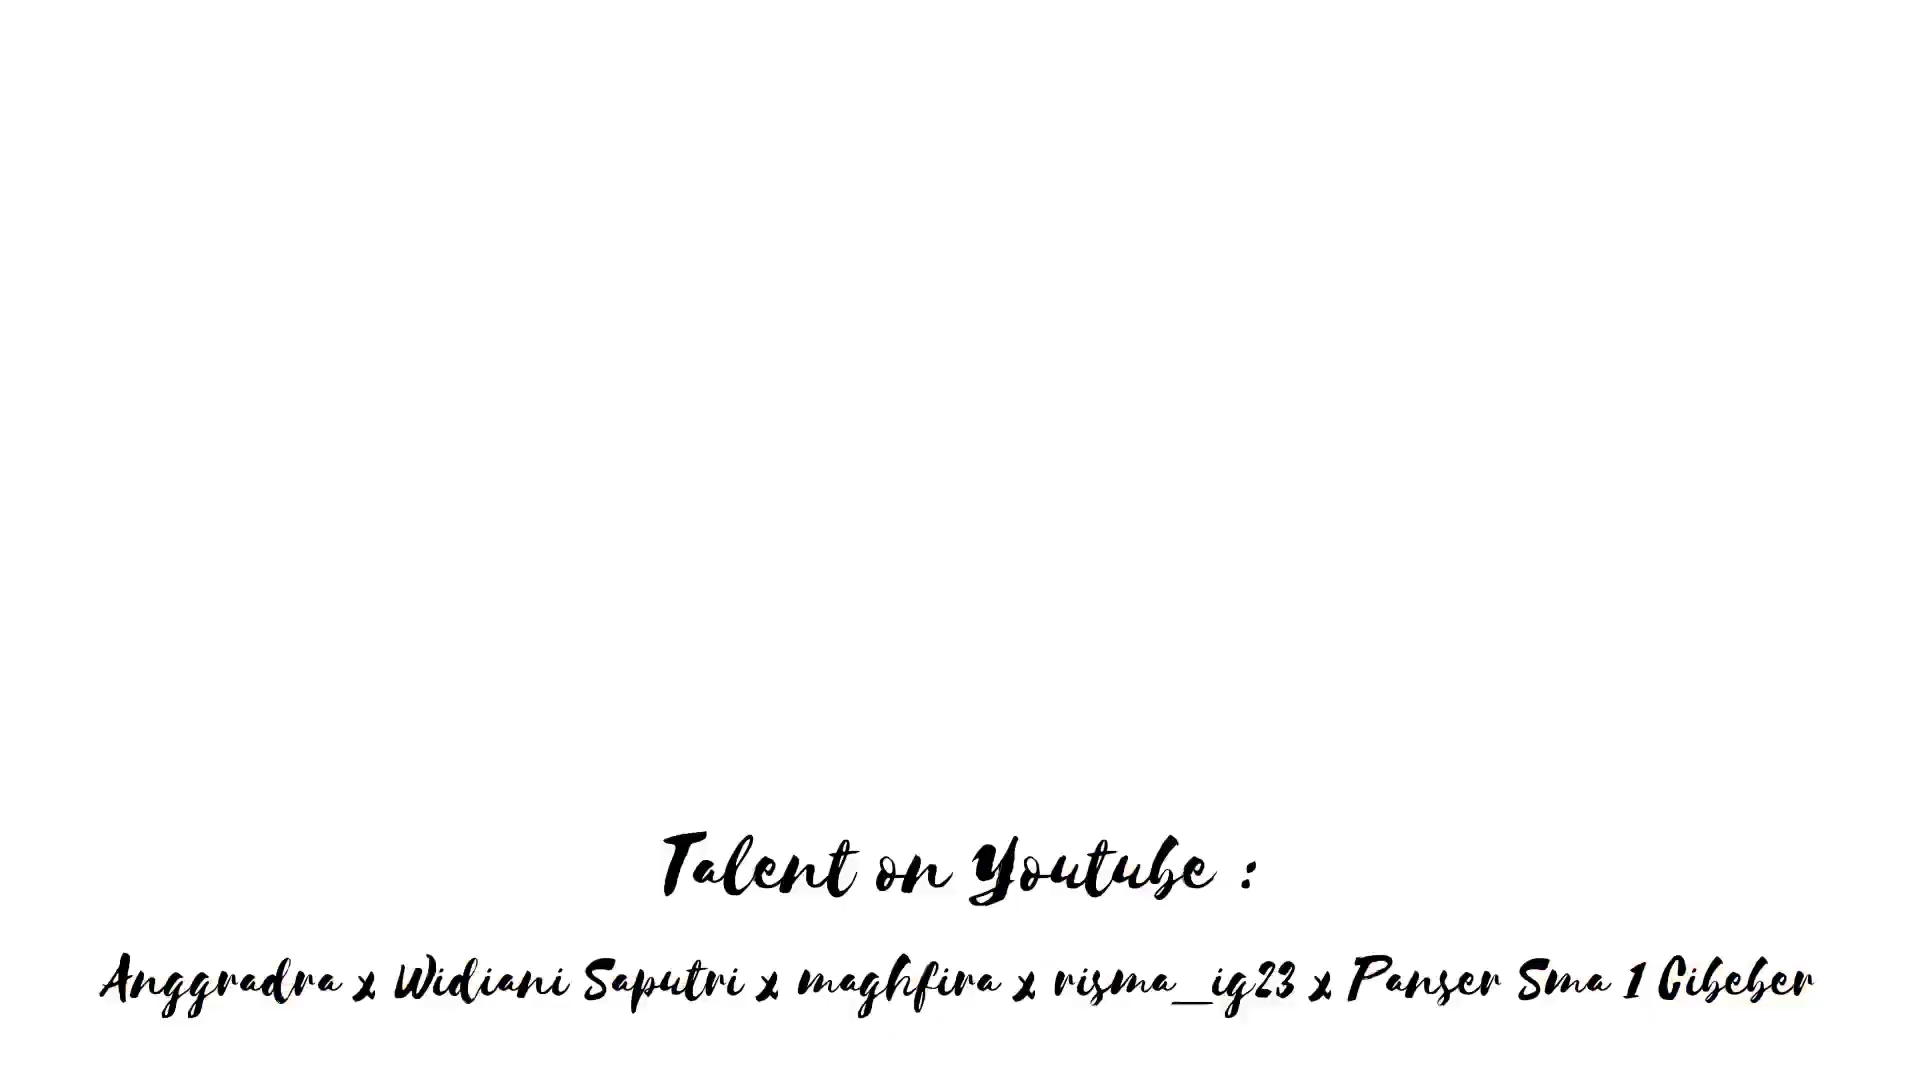 Talent on Youtube :
Anggradra x Widiani Saputri x maghfira x risma_ig23 x Panser Sma 1 Cibeber